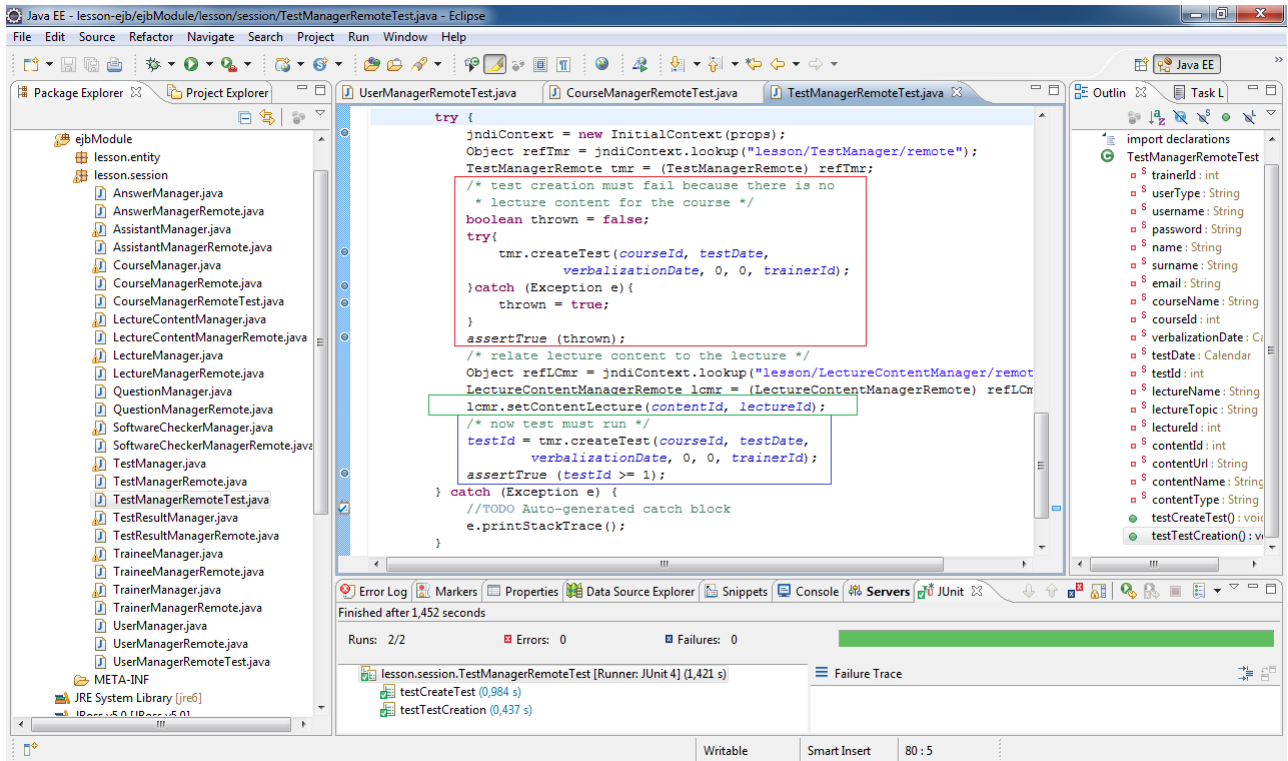 Java EE - lesson-ejb/ejbModule/lesson/session/TestManagerRemoteTest.java - Eclipse
File Edit Source Refactor Navigate Search Project Run Window Help
Java EE
Package Explorer
Project Explorer
ejbModule
lesson.entity
lesson.session
AnswerManager.java
AnswerManagerRemote.java
AssistantManager.java
AssistantManagerRemote.java
CourseManager.java
CourseManagerRemote.java
CourseManagerRemoteTest.java
LectureContentManager.java
LectureContentManagerRemote.java
LectureManager.java
LectureManagerRemote.java
QuestionManager.java
QuestionManagerRemote.java
SoftwareCheckerManager.java
SoftwareCheckerManagerRemote.java
TestManager.java
TestManagerRemote.java
TestManagerRemoteTest.java
TestResultManager.java
TestResultManagerRemote.java
TraineeManager.java
TraineeManagerRemote.java
TrainerManager.java
TrainerManagerRemote.java
UserManager.java
UserManagerRemote.java
UserManagerRemoteTest.java
META-INF
JRE System Library [jre6]
JBoss v5.0 [JBoss v5.0]
UserManagerRemoteTest.java
CourseManagerRemoteTest.java
TestManagerRemoteTest.java
try {
jndiContext = new InitialContext(props);
Object refTmr = jndiContext.lookup("lesson/TestManager/remote");
TestManagerRemote tmr = (TestManagerRemote) refTmr;
/* test creation must fail because there is no
* lecture content for the course */
boolean thrown = false;
try{
tmr.createTest(courseId, testDate,
verbalizationDate, 0, 0, trainerId);
}catch (Exception e){
thrown = true;
}
assertTrue (thrown);
/* relate lecture content to the lecture */
Object refLCmr = jndiContext.lookup("lesson/LectureContentManager/remot
LectureContentManagerRemote lcmr = (LectureContentManagerRemote) refLCm
lcmr.setContentLecture(contentId, lectureId);
/* now test must run */
testId = tmr.createTest(courseId, testDate,
verbalizationDate, 0, 0, trainerId);
assertTrue (testId >= 1);
} catch (Exception e) {
//TODO Auto-generated catch block
e.printStackTrace();
}
Outlin
Task L
import declarations
TestManagerRemoteTest
trainerId : int
userType : String
username : String
password : String
name : String
surname : String
email : String
courseName : String
courseId : int
verbalizationDate : Ca
testDate : Calendar
testId : int
lectureName : String
lectureTopic : String
lectureId : int
contentId : int
contentUrl : String
contentName : String
contentType : String
testCreateTest() : void
testTestCreation() : v
Error Log Markers Properties Data Source Explorer Snippets Console Servers JUnit
Finished after 1,452 seconds
Runs: 2/2 Errors: 0 Failures: 0
lesson.session.TestManagerRemoteTest [Runner: JUnit 4] (1,421 s)
testCreateTest (0,984 s)
testTestCreation (0,437 s)
Failure Trace
Writable Smart Insert 80 : 5